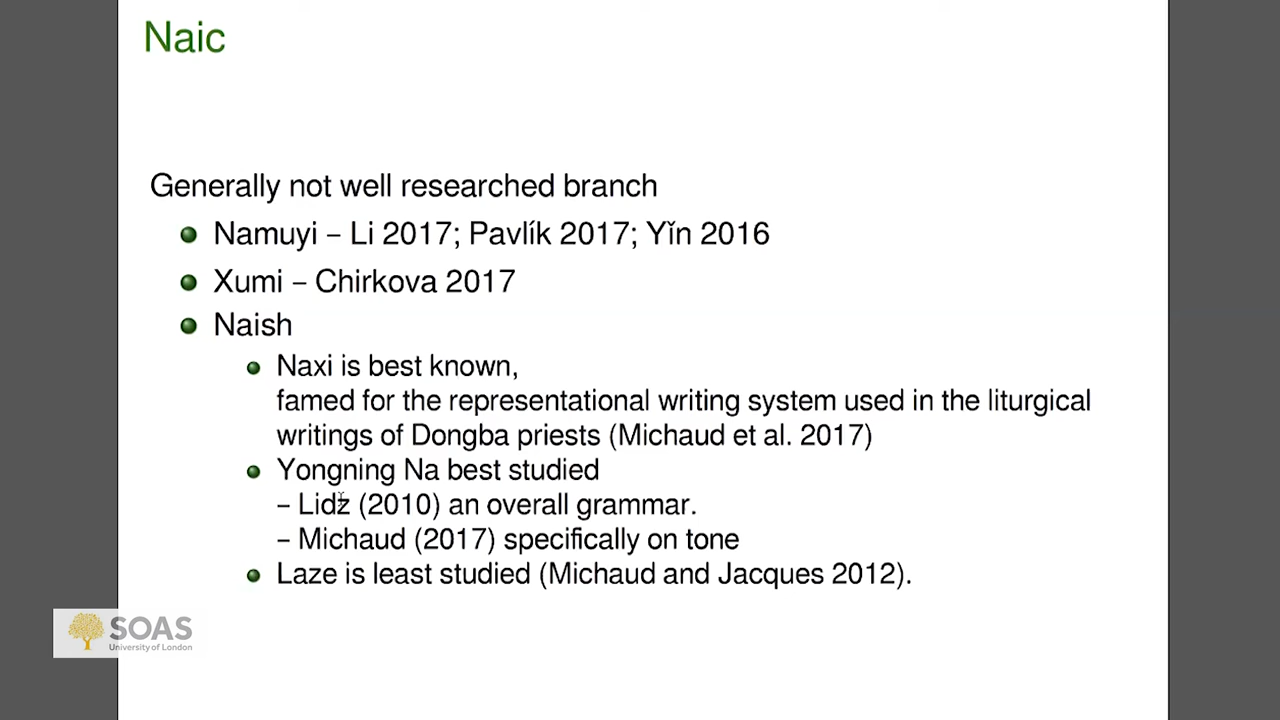 Naic
Generally not well researched branch
Namuyi – Li 2017; Pavlík 2017; Yǐn 2016
Xumi – Chirkova 2017
Naish
Naxi is best known,
famed for the representational writing system used in the liturgical
writings of Dongba priests (Michaud et al. 2017)
Yongning Na best studied
– Lidz (2010) an overall grammar.
– Michaud (2017) specifically on tone
Laze is least studied (Michaud and Jacques 2012).
SOAS
University of London